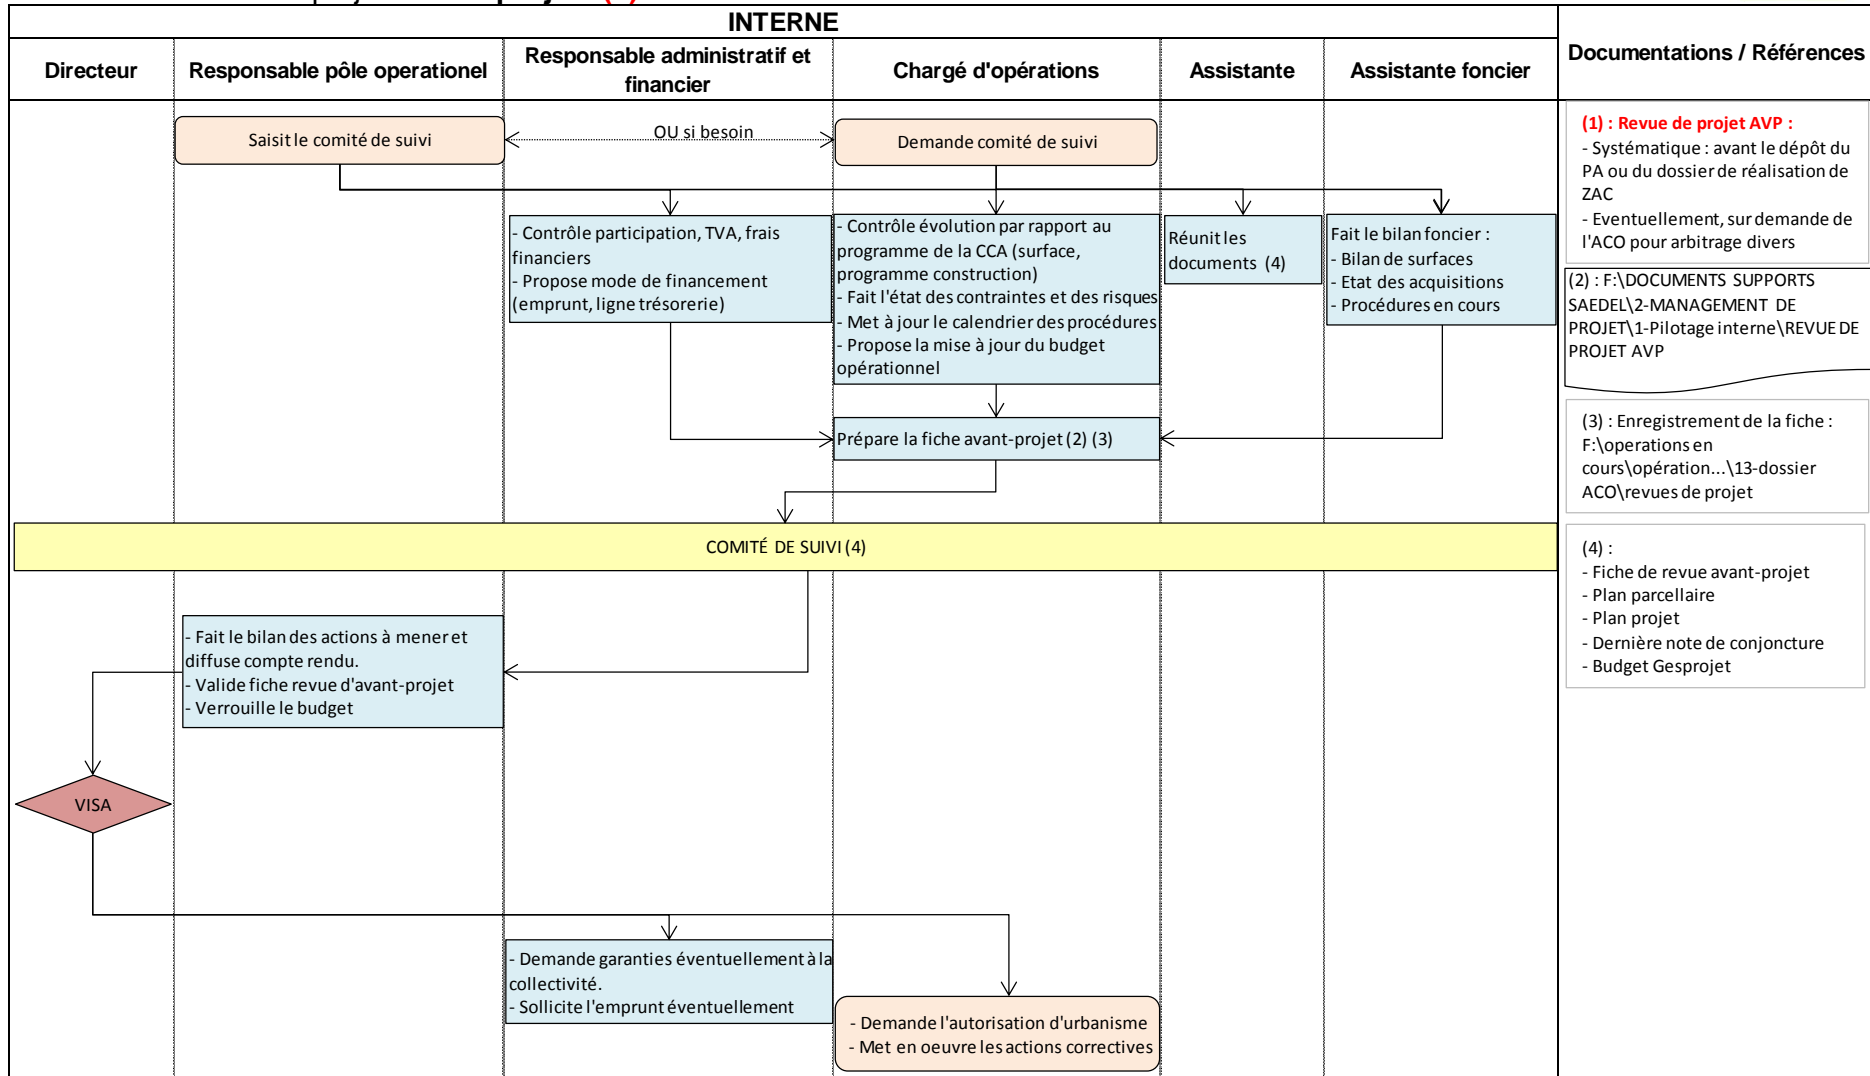 INTERNE
Directeur
Responsable pôle operationel
Responsable administratif et
financier
Chargé d'opérations
Assistante
Assistante foncier
Documentations / Références
Saisit le comité de suivi
OU si besoin
Demande comité de suivi
- Contrôle participation, TVA, frais
financiers
- Propose mode de financement
(emprunt, ligne trésorerie)
- Contrôle évolution par rapport au
programme de la CCA (surface,
programme construction)
- Fait l'état des contraintes et des risques
- Met à jour le calendrier des procédures
- Propose la mise à jour du budget
opérationnel
Réunit les
documents (4)
Fait le bilan foncier :
- Bilan de surfaces
- Etat des acquisitions
- Procédures en cours
Prépare la fiche avant-projet (2) (3)
COMITÉ DE SUIVI (4)
- Fait le bilan des actions à mener et
diffuse compte rendu.
- Valide fiche revue d'avant-projet
- Verrouille le budget
VISA
- Demande garanties éventuellement à la
collectivité.
- Sollicite l'emprunt éventuellement
- Demande l'autorisation d'urbanisme
- Met en oeuvre les actions correctives
(1) : Revue de projet AVP :
- Systématique : avant le dépôt du
PA ou du dossier de réalisation de
ZAC
- Eventuellement, sur demande de
l'ACO pour arbitrage divers
(2) : F:\DOCUMENTS SUPPORTS
SAEDEL\2-MANAGEMENT DE
PROJET\1-Pilotage interne\REVUE DE
PROJET AVP
(3) : Enregistrement de la fiche :
F:\operations en
cours\opération...\13-dossier
ACO\revues de projet
(4) :
- Fiche de revue avant-projet
- Plan parcellaire
- Plan projet
- Dernière note de conjoncture
- Budget Gesprojet